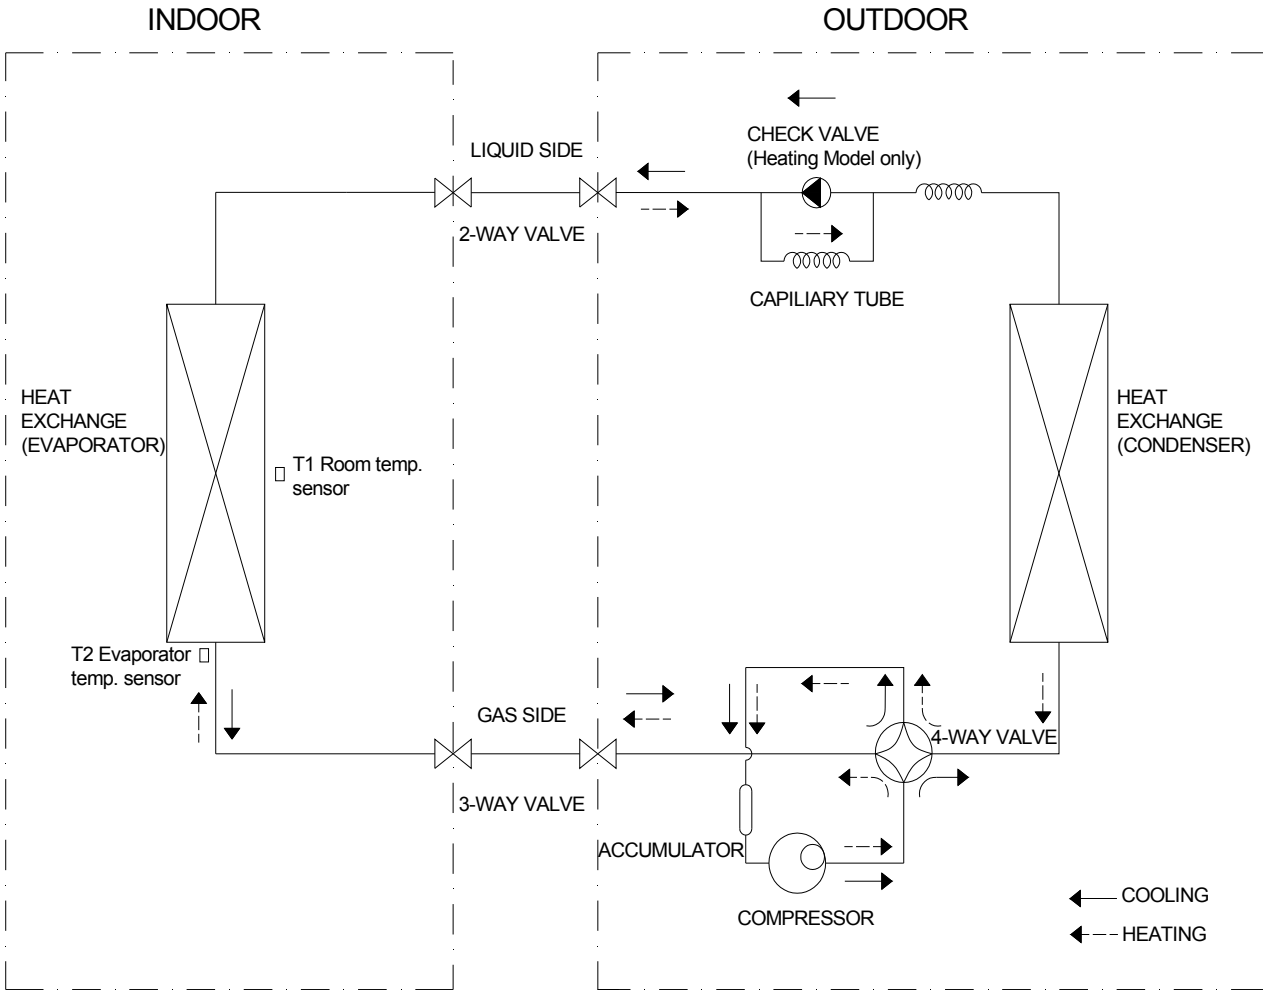 INDOOR
OUTDOOR
LIQUID SIDE
CHECK VALVE
(Heating Model only)
2-WAY VALVE
CAPILIARY TUBE
HEAT
EXCHANGE
(EVAPORATOR)
T1 Room temp.
sensor
HEAT
EXCHANGE
(CONDENSER)
T2 Evaporator
temp. sensor
GAS SIDE
4-WAY VALVE
3-WAY VALVE
ACCUMULATOR
COMPRESSOR
COOLING
HEATING